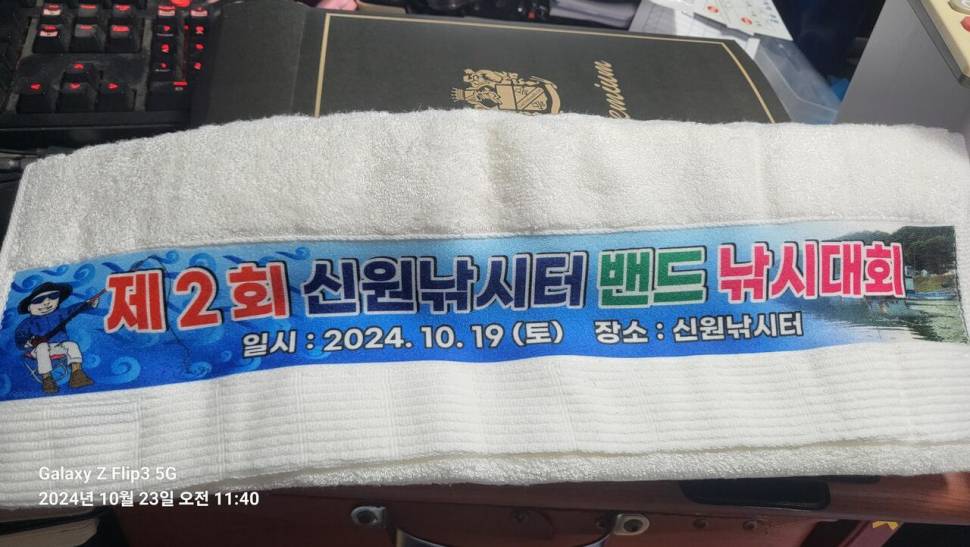 제 2 회 신원낚시터 밴드 낚시대회
일시 : 2024. 10. 19 (토) 장소 : 신원낚시터
Galaxy Z Flip3 5G
2024년 10월 23일 오전 11:40